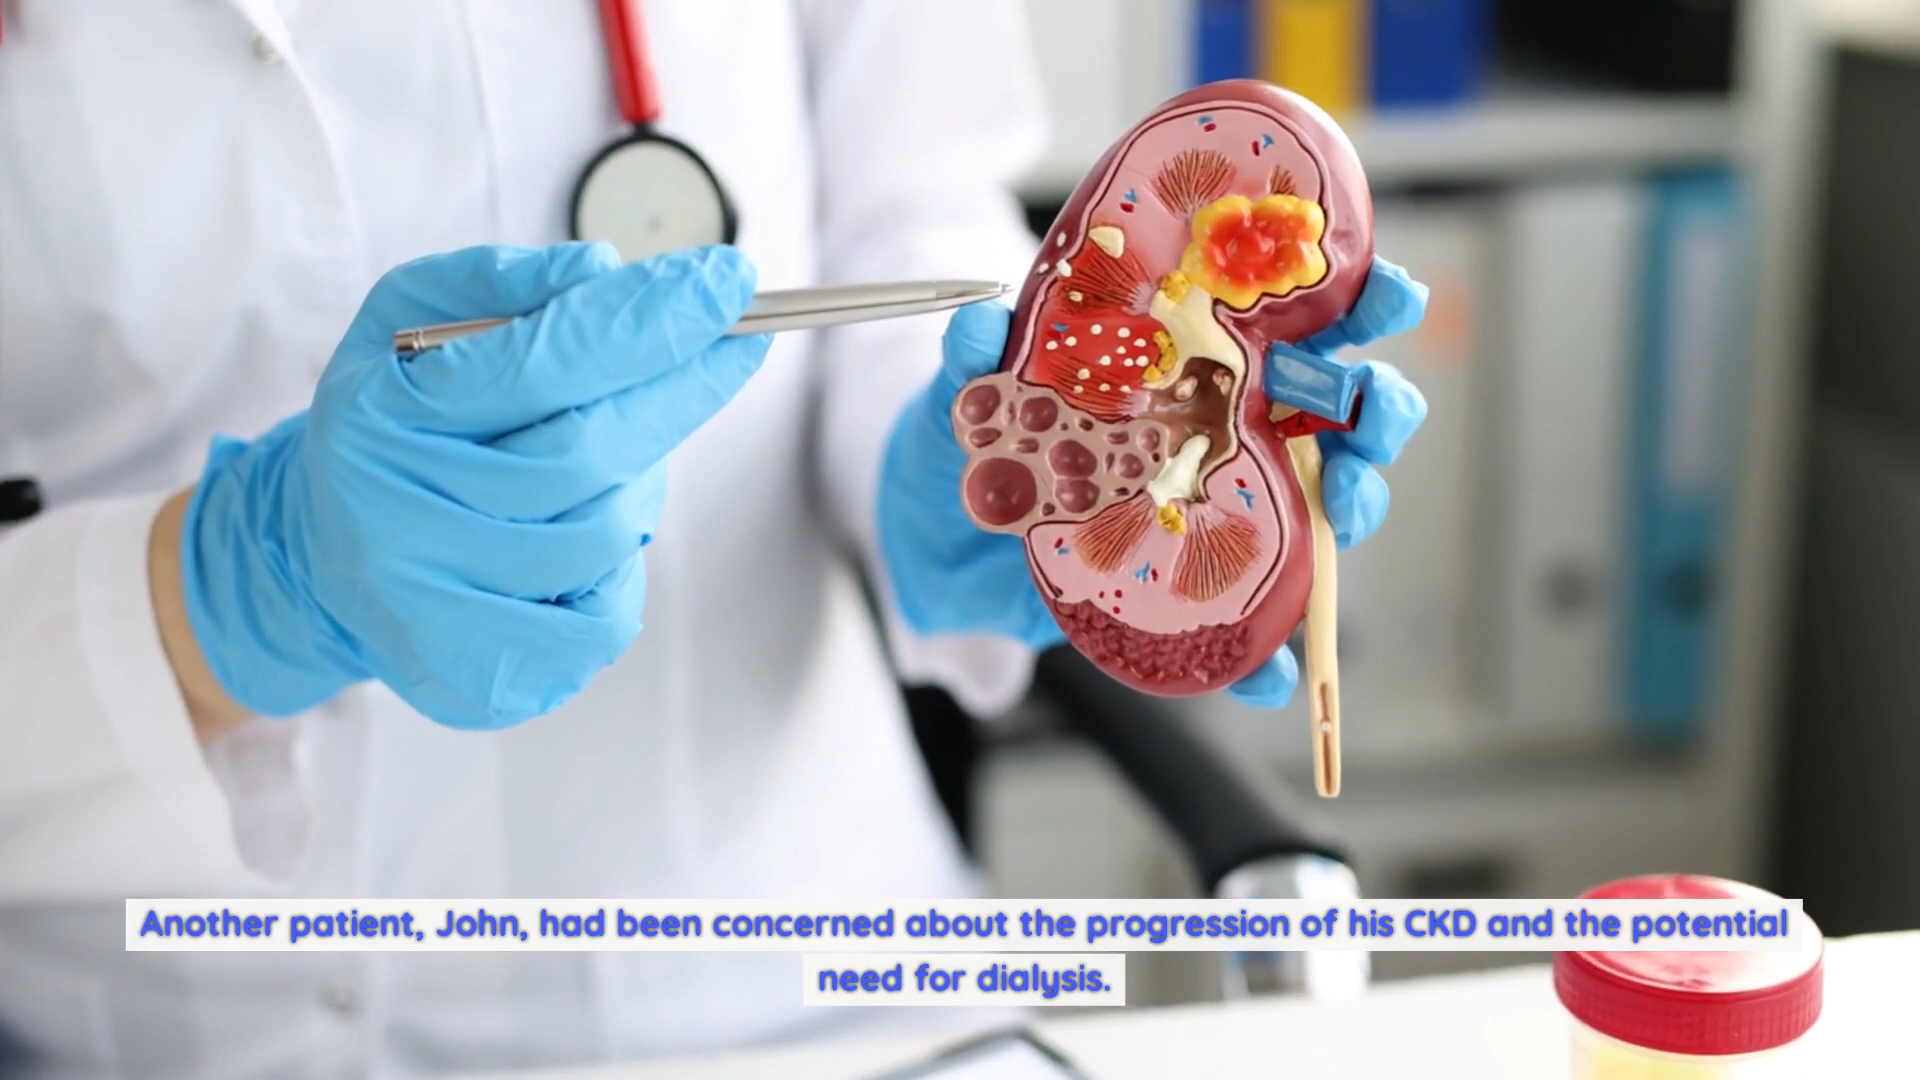 Another patient, John, had been concerned about the progression of his CKD and the potential
need for dialysis.